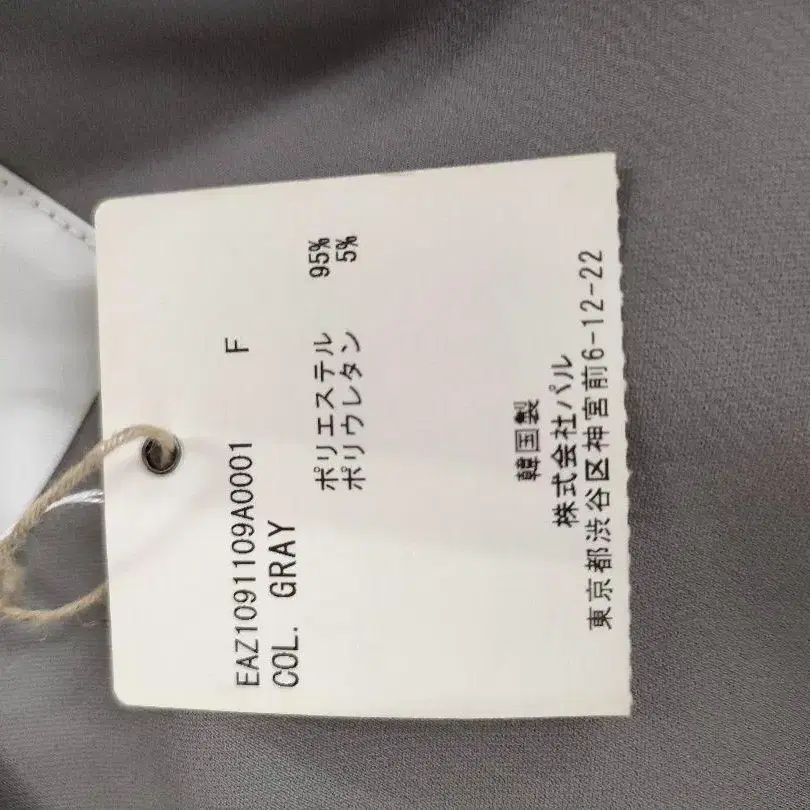 EAZ1091109A0001 F
COL. GRAY
ポリエステル 95%
ポリウレタン 5%
韓国製
株式会社パル
東京都渋谷区神宮前6-12-22